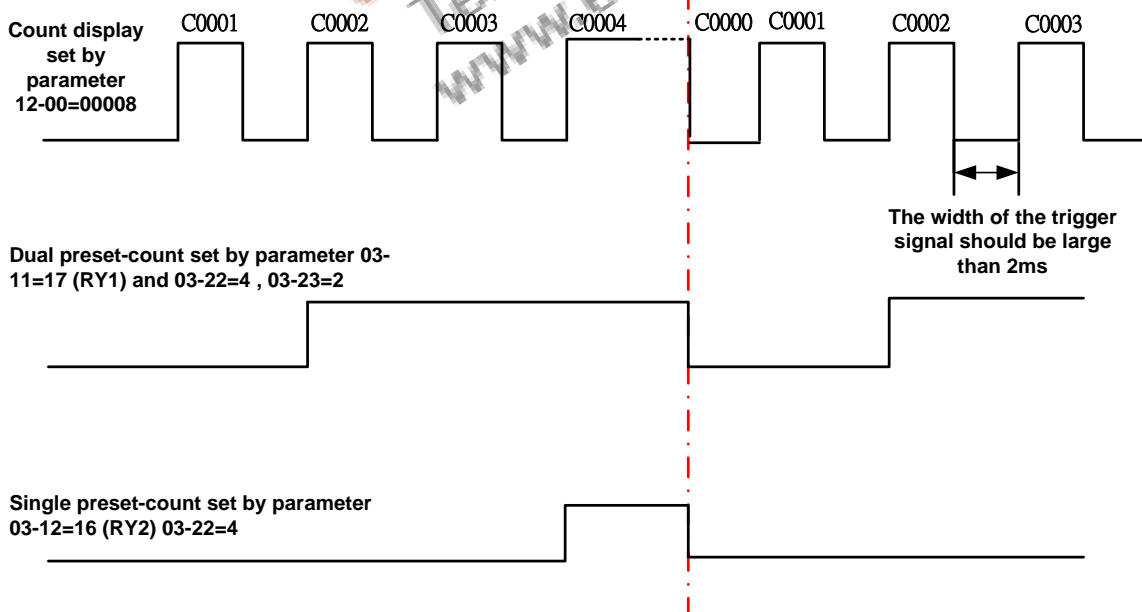 Count display
set by
parameter
12-00=00008
C0001 C0002 C0003 C0004 C0000 C0001 C0002 C0003
The width of the trigger
signal should be large
than 2ms
Dual preset-count set by parameter 03-
11=17 (RY1) and 03-22=4 , 03-23=2
Single preset-count set by parameter
03-12=16 (RY2) 03-22=4